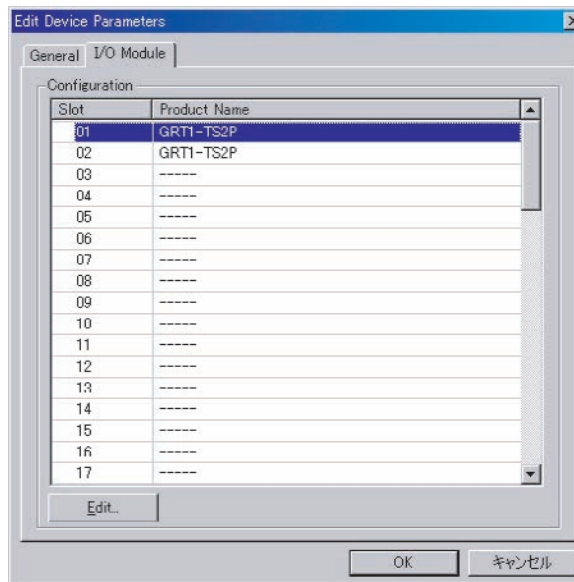 Edit Device Parameters
General I/O Module
Configuration
Slot Product Name
01 GRT1-TS2P
02 GRT1-TS2P
03 -----
04 -----
05 -----
06 -----
07 -----
08 -----
09 -----
10 -----
11 -----
12 -----
13 -----
14 -----
15 -----
16 -----
17 -----
Edit...
OK キャンセル